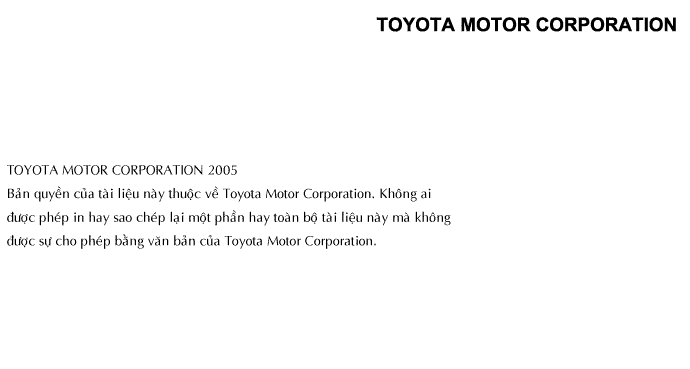 TOYOTA MOTOR CORPORATION
TOYOTA MOTOR CORPORATION 2005
Bản quyền của tài liệu này thuộc về Toyota Motor Corporation. Không ai
được phép in hay sao chép lại một phần hay toàn bộ tài liệu này mà không
được sự cho phép bằng văn bản của Toyota Motor Corporation.